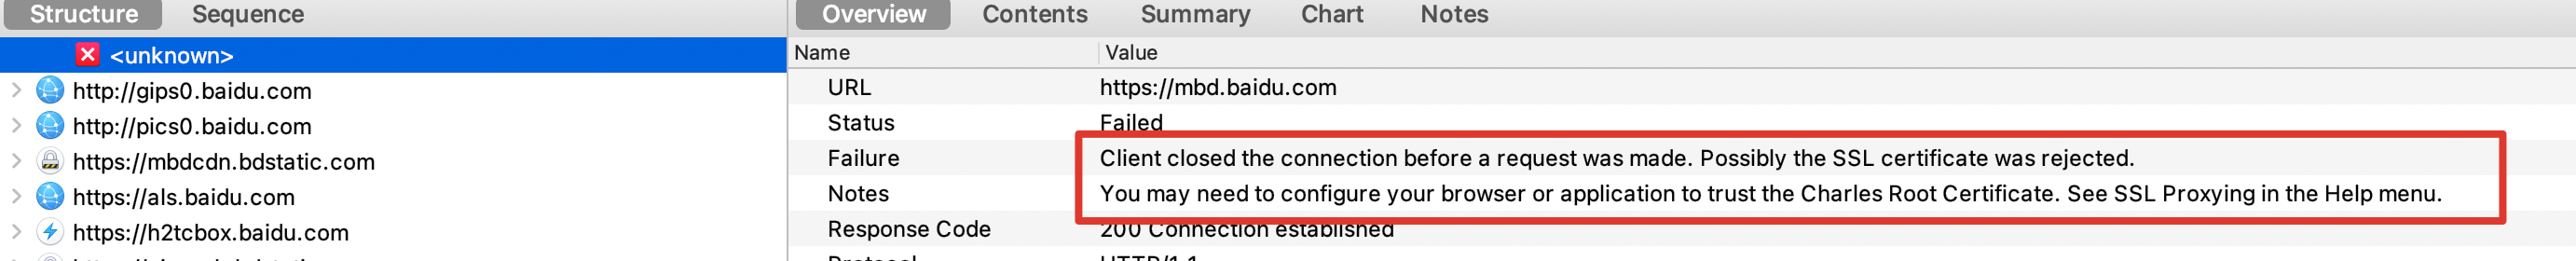 Structure Sequence
<unknown>
http://gips0.baidu.com
http://pics0.baidu.com
https://mbdcdn.bdstatic.com
https://als.baidu.com
https://h2tcbox.baidu.com
Overview Contents Summary Chart Notes
Name Value
URL https://mbd.baidu.com
Status Failed
Failure Client closed the connection before a request was made. Possibly the SSL certificate was rejected.
Notes You may need to configure your browser or application to trust the Charles Root Certificate. See SSL Proxying in the Help menu.
Response Code 200 Connection established
Protocol HTTP/1.1